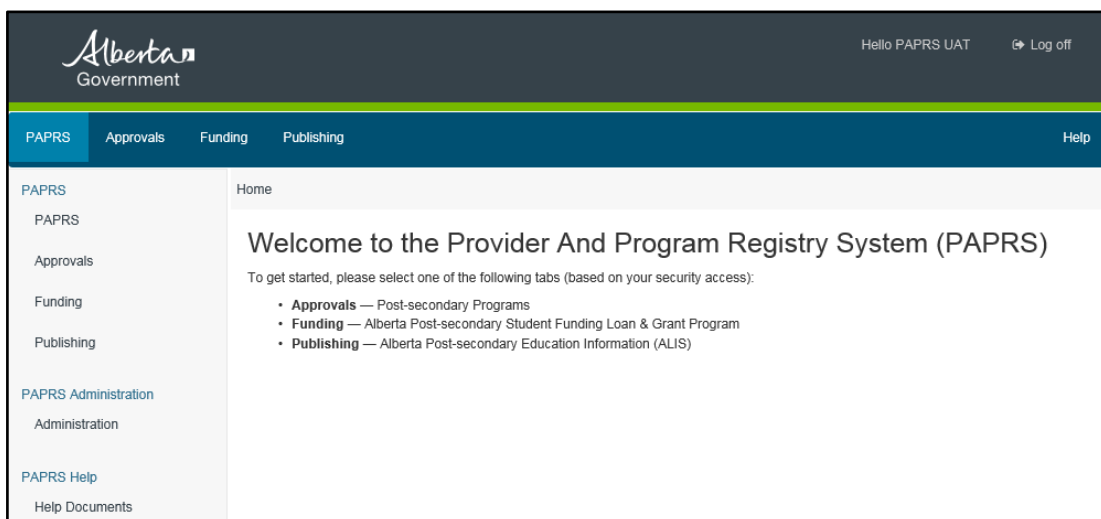 Alberta
Government
Hello PAPRS UAT
Log off
PAPRS
Approvals
Funding
Publishing
Help
PAPRS
PAPRS
Approvals
Funding
Publishing
PAPRS Administration
Administration
PAPRS Help
Help Documents
Home
Welcome to the Provider And Program Registry System (PAPRS)
To get started, please select one of the following tabs (based on your security access):
• Approvals — Post-secondary Programs
• Funding — Alberta Post-secondary Student Funding Loan & Grant Program
• Publishing — Alberta Post-secondary Education Information (ALIS)